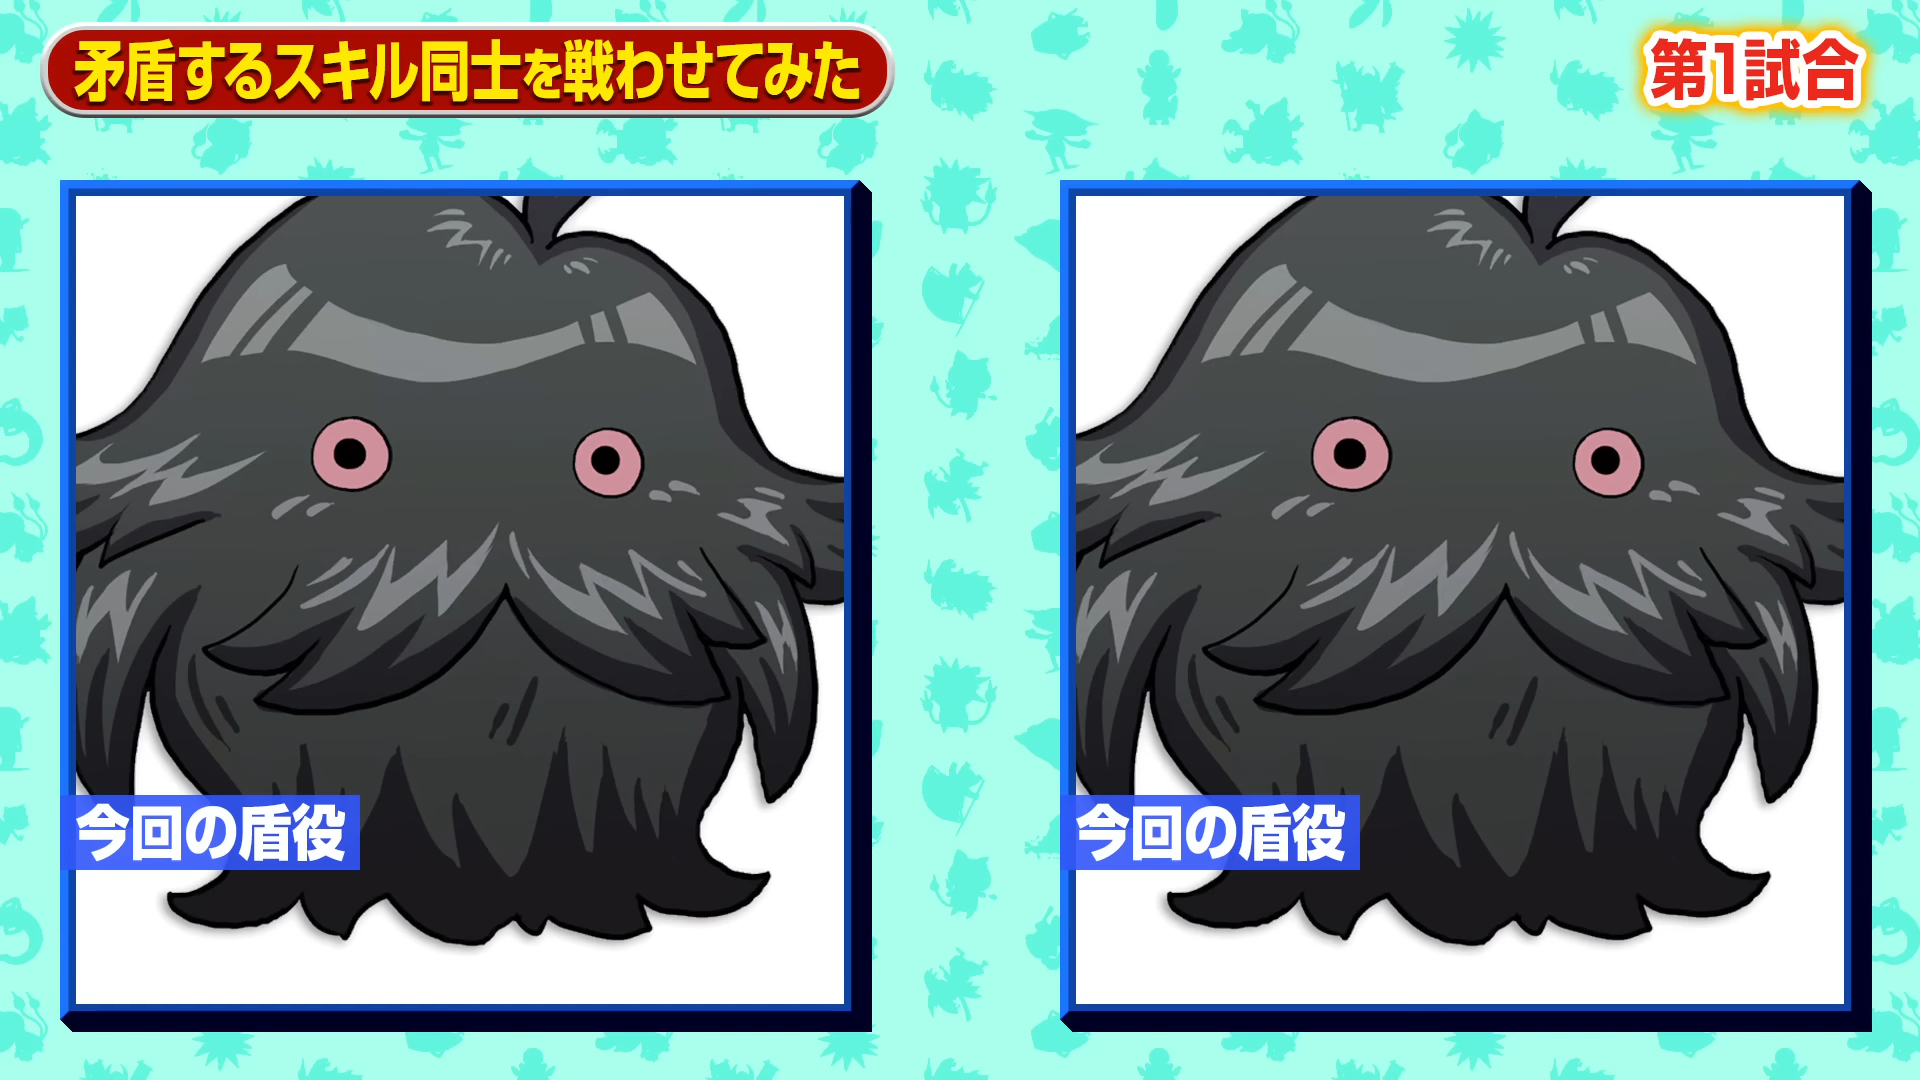 矛盾するスキル同士を戦わせてみた
第1試合
今回の盾役
今回の盾役